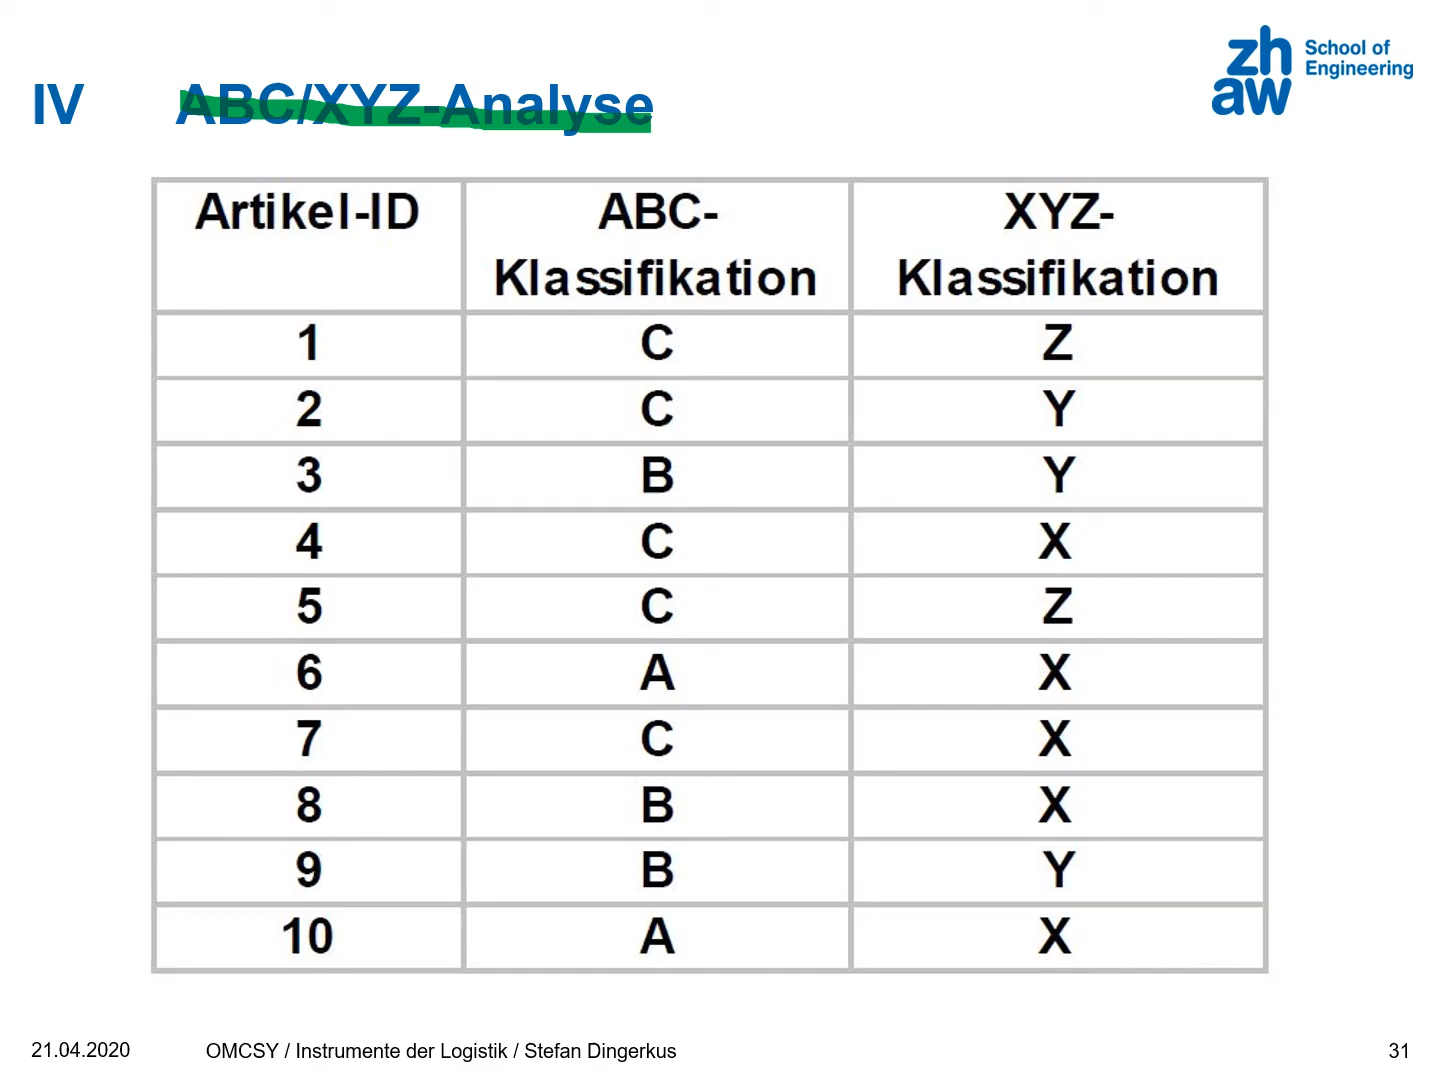 zh School of
aw Engineering
IV ABC/XYZ-Analyse
Artikel-ID ABC- XYZ-
Klassifikation Klassifikation
1 C Z
2 C Y
3 B Y
4 C X
5 C Z
6 A X
7 C X
8 B X
9 B Y
10 A X
21.04.2020 OMCSY / Instrumente der Logistik / Stefan Dingerkus 31